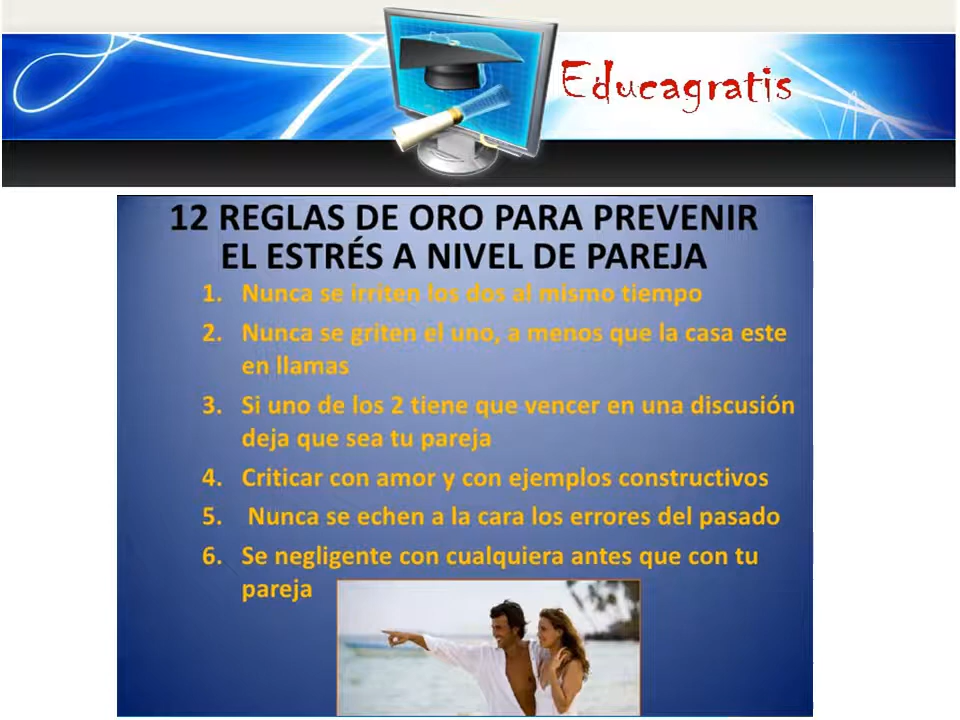 Educagratis
12 REGLAS DE ORO PARA PREVENIR
EL ESTRÉS A NIVEL DE PAREJA
1. Nunca se irriten los dos al mismo tiempo
2. Nunca se griten el uno, a menos que la casa este
en llamas
3. Si uno de los 2 tiene que vencer en una discusión
deja que sea tu pareja
4. Criticar con amor y con ejemplos constructivos
5. Nunca se echen a la cara los errores del pasado
6. Se negligente con cualquiera antes que con tu
pareja